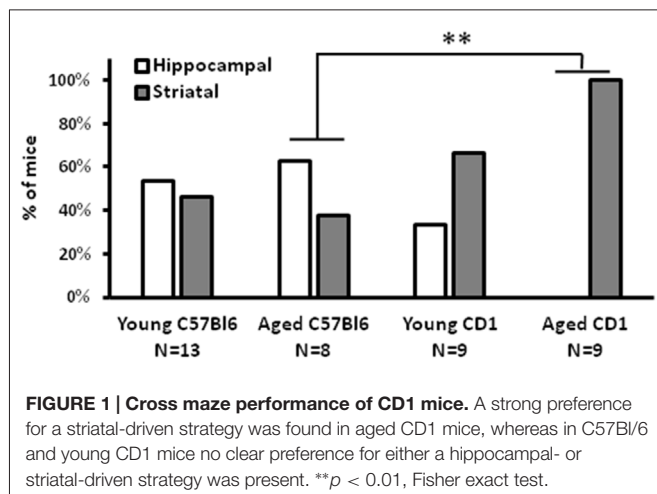 **
Hippocampal
Striatal
100%
80%
60%
40%
20%
0%
% of mice
Young C57Bl6 Aged C57Bl6 Young CD1 Aged CD1
N=13 N=8 N=9 N=9
FIGURE 1 | Cross maze performance of CD1 mice. A strong preference
for a striatal-driven strategy was found in aged CD1 mice, whereas in C57Bl/6
and young CD1 mice no clear preference for either a hippocampal- or
striatal-driven strategy was present. **p < 0.01, Fisher exact test.